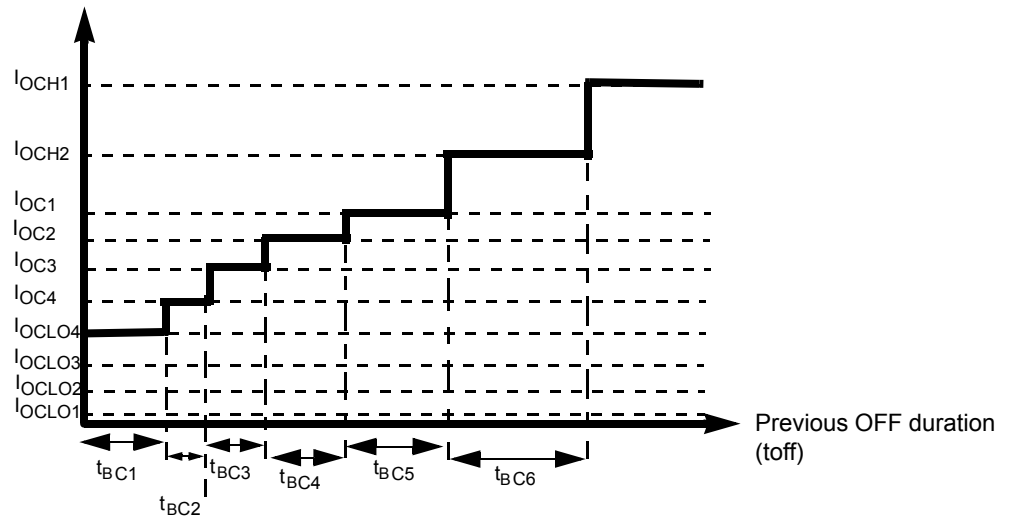 IOCH1
IOCH2
IOC1
IOC2
IOC3
IOC4
IOCLO4
IOCLO3
IOCLO2
IOCLO1
Previous OFF duration
(toff)
tBC1
tBC2
tBC3
tBC4
tBC5
tBC6